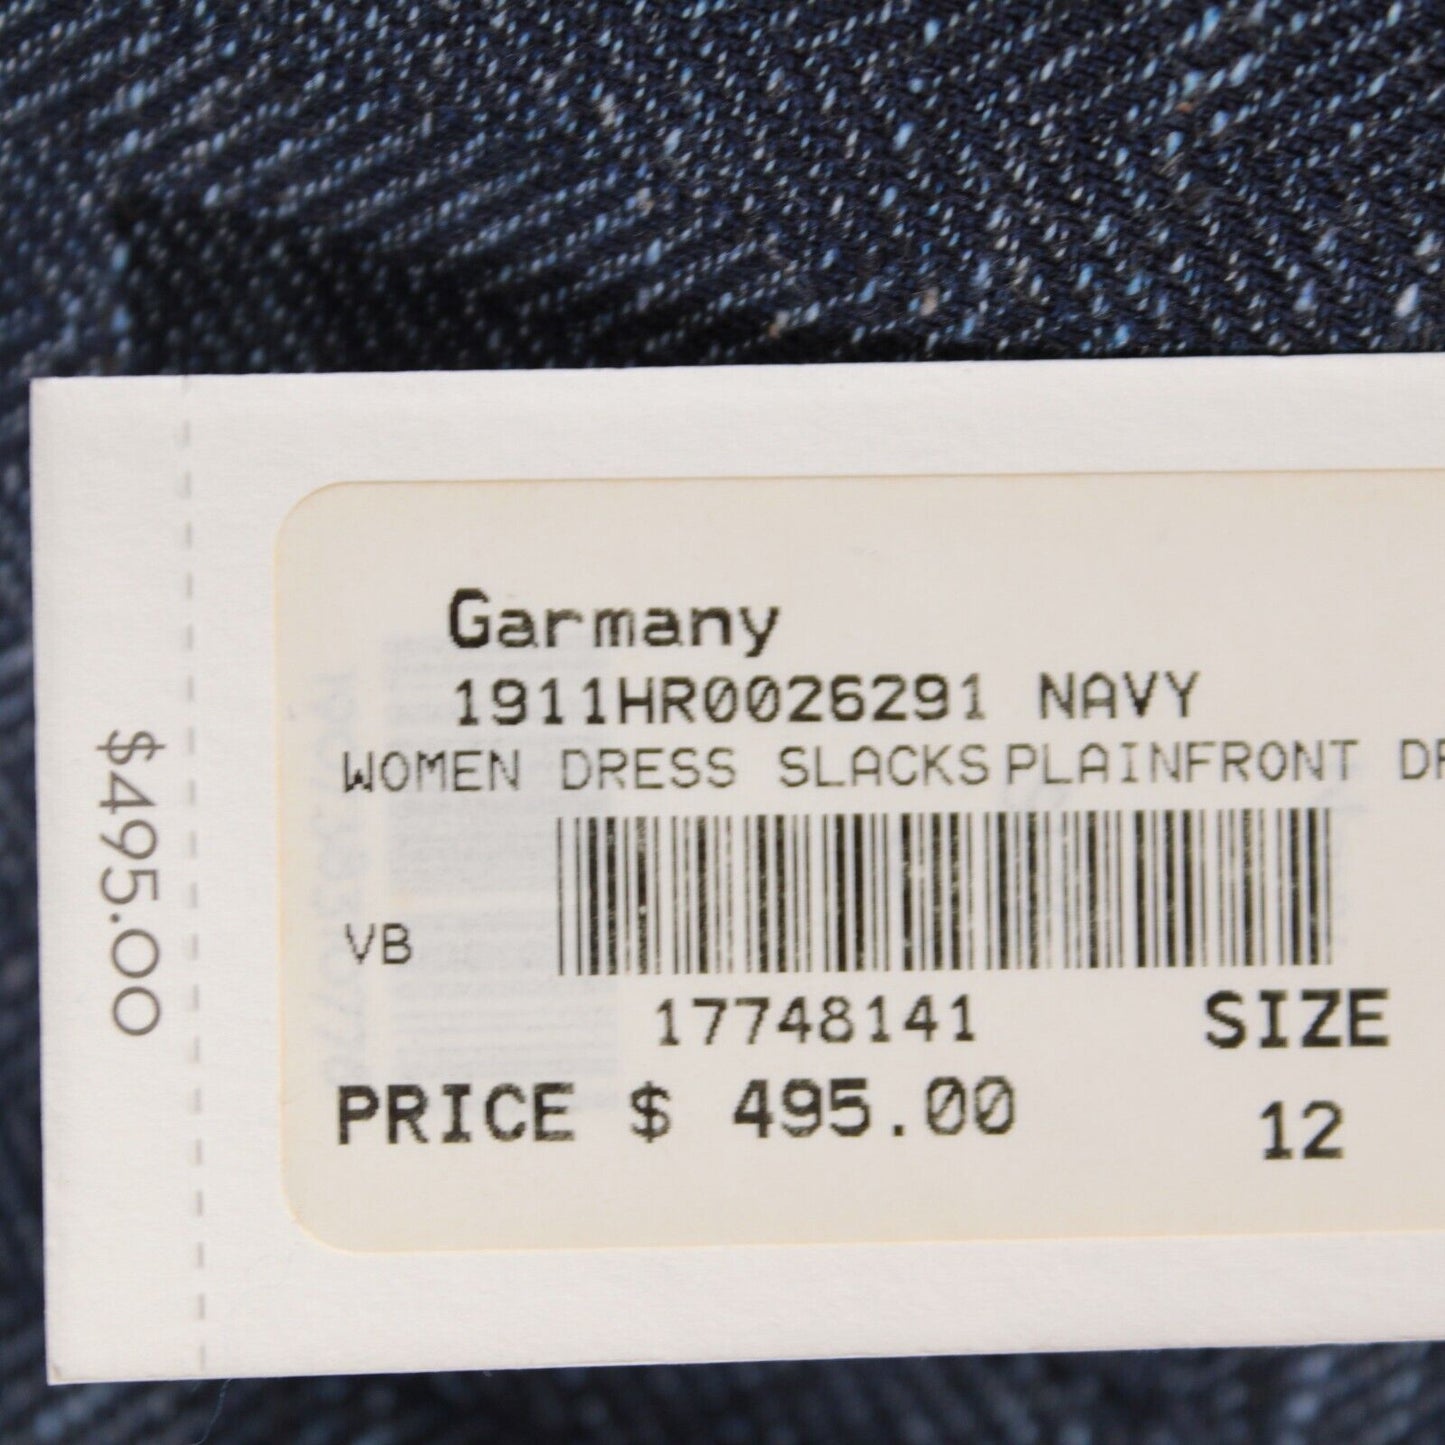 $495.00
Garmany
1911HR0026291 NAVY
WOMEN DRESS SLACKS PLAINFRONT
VB
17748141
SIZE
PRICE $ 495.00
12